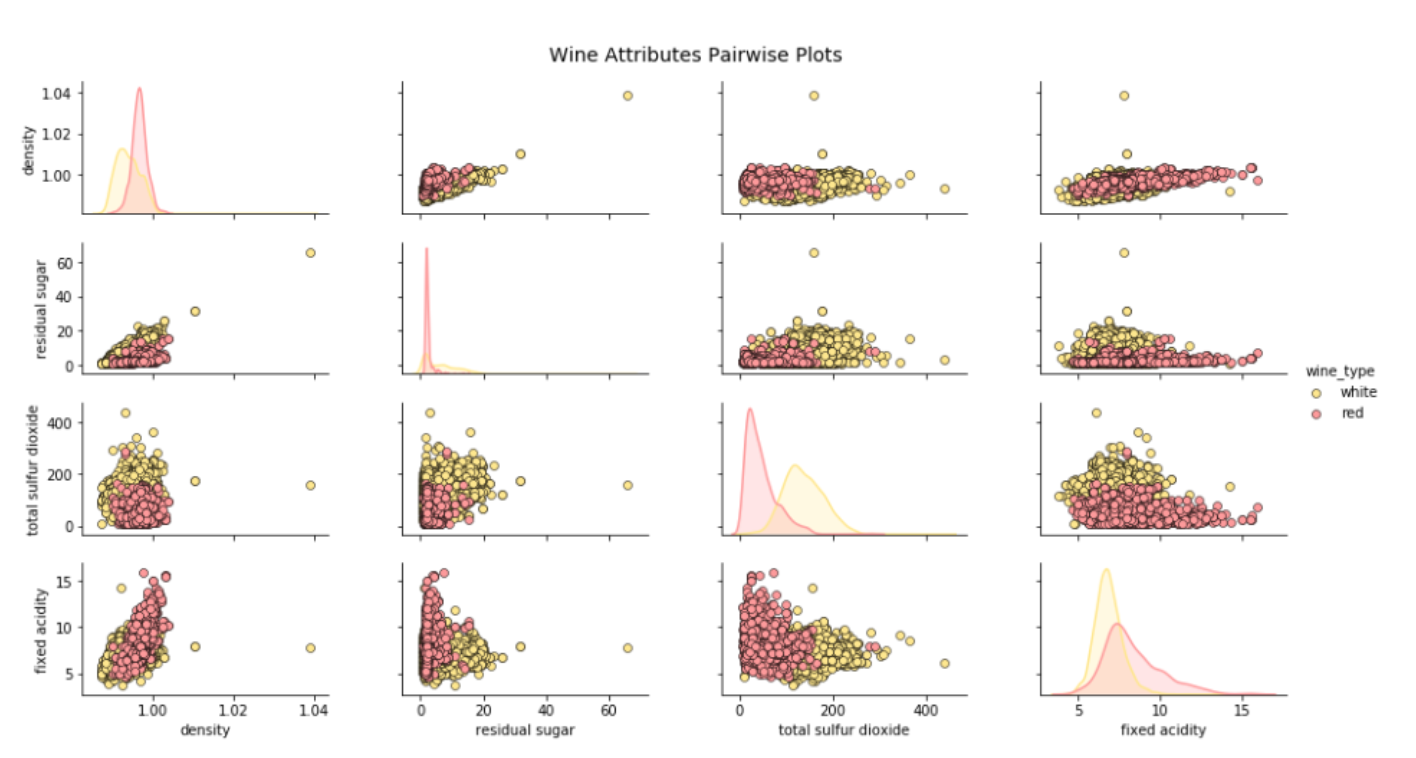 Wine Attributes Pairwise Plots
1.04
1.02
1.00
density
60
40
20
0
residual sugar
400
200
0
total sulfur dioxide
15
10
5
fixed acidity
1.00 1.02 1.04
density
0 20 40 60
residual sugar
0 200 400
total sulfur dioxide
5 10 15
fixed acidity
wine_type
white
red